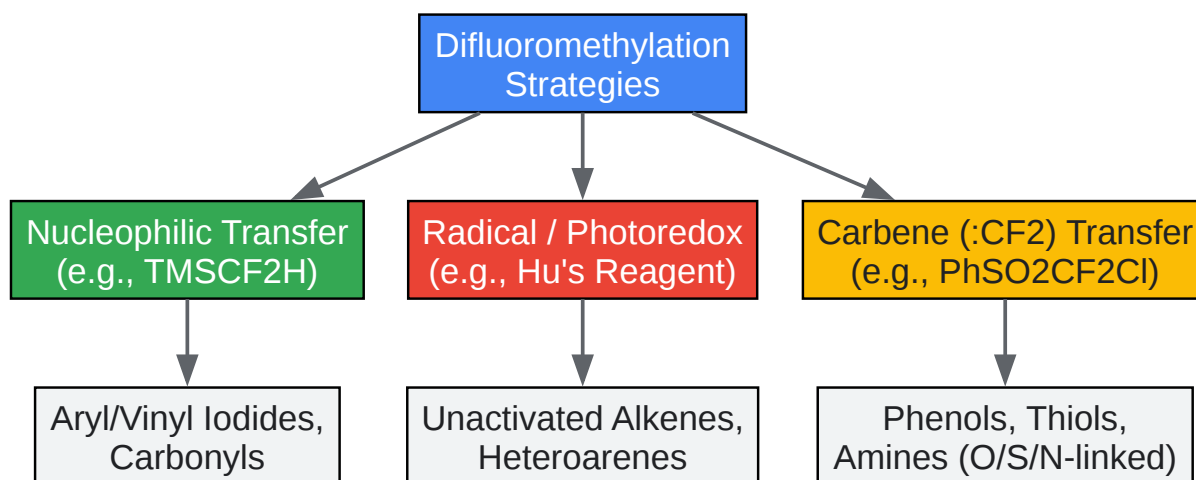 Difluoromethylation
Strategies
Nucleophilic Transfer
(e.g., TMSCF2H)
Radical / Photoredox
(e.g., Hu's Reagent)
Carbene (:CF2) Transfer
(e.g., PhSO2CF2Cl)
Aryl/Vinyl Iodides,
Carbonyls
Unactivated Alkenes,
Heteroarenes
Phenols, Thiols,
Amines (O/S/N-linked)